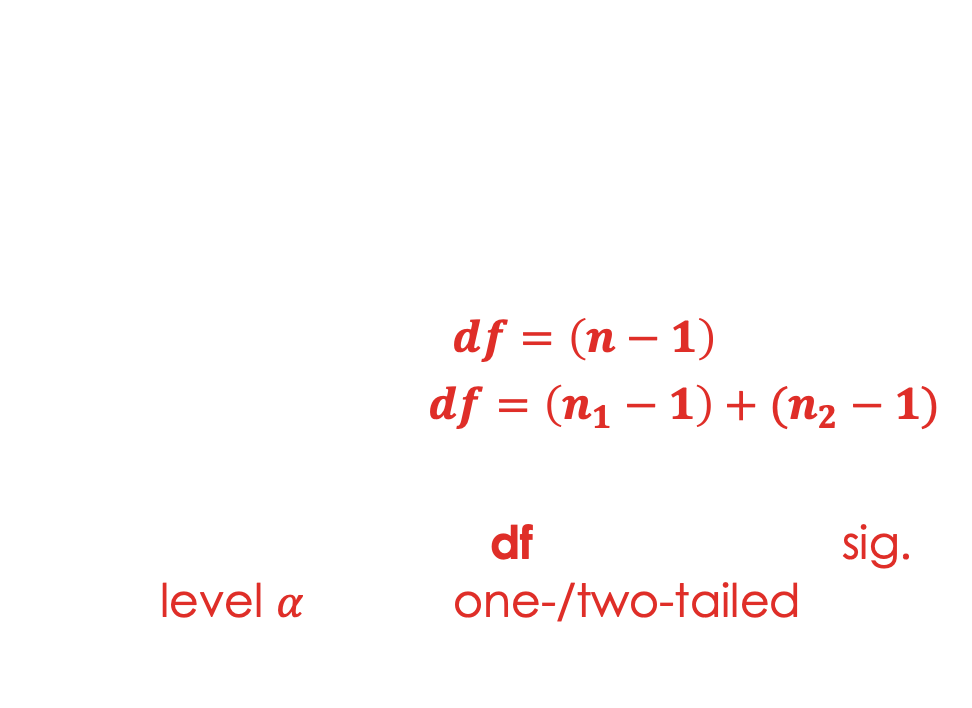 df = (n − 1)
df = (n₁ − 1) + (n₂ − 1)
df sig.
level α one-/two-tailed